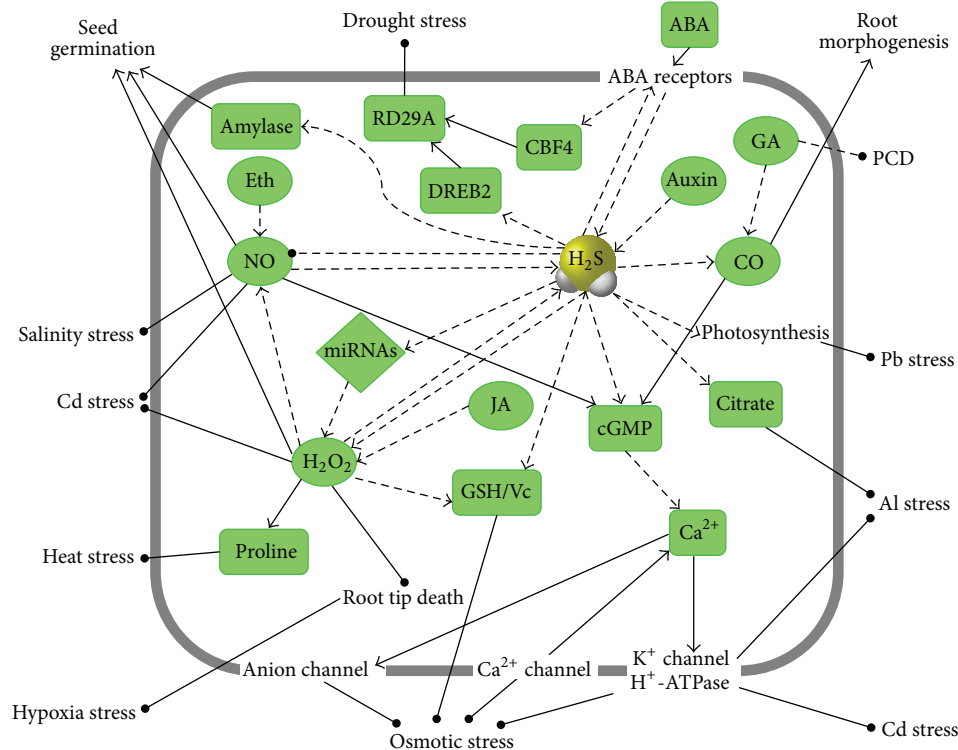 Seed
germination
Drought stress
ABA
Root
morphogenesis
ABA receptors
Amylase
RD29A
CBF4
GA
PCD
Eth
DREB2
Auxin
NO
H₂S
CO
Salinity stress
miRNAs
Photosynthesis
Pb stress
Cd stress
JA
cGMP
Citrate
H₂O₂
GSH/Vc
Al stress
Ca²⁺
Heat stress
Proline
Root tip death
Anion channel
Ca²⁺ channel
K⁺ channel
H⁺-ATPase
Hypoxia stress
Osmotic stress
Cd stress